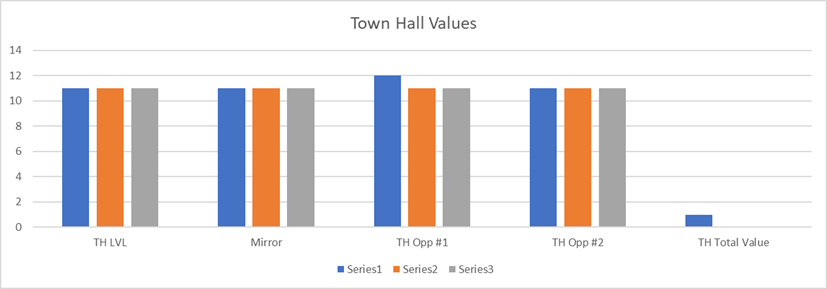 Town Hall Values
14
12
10
8
6
4
2
0
TH LVL Mirror TH Opp #1 TH Opp #2 TH Total Value
Series1 Series2 Series3